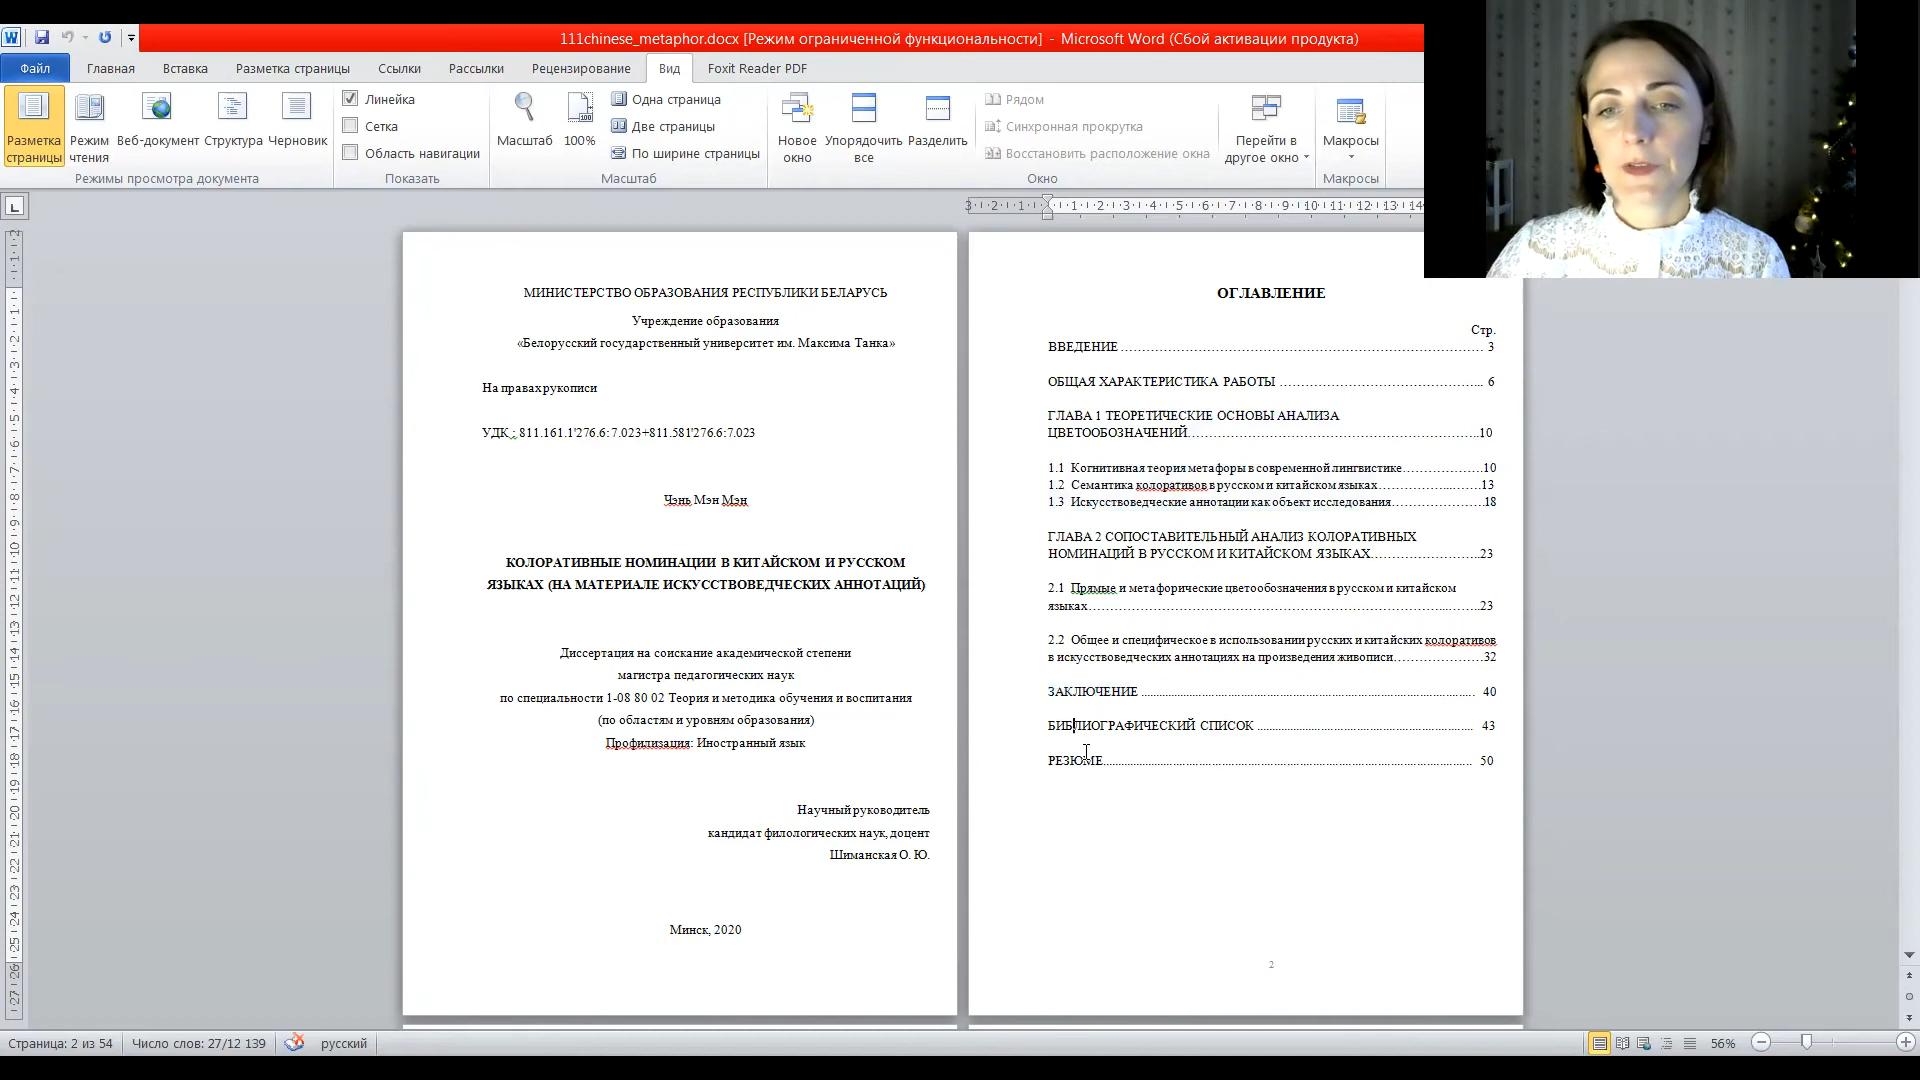 111chinese_metaphor.docx [Режим ограниченной функциональности] - Microsoft Word (Сбой активации продукта)
Файл Главная Вставка Разметка страницы Ссылки Рассылки Рецензирование Вид Foxit Reader PDF
Разметка страницы
Режим чтения
Веб-документ
Структура
Черновик
Режимы просмотра документа
Линейка
Сетка
Область навигации
Показать
Масштаб
100%
Одна страница
Две страницы
По ширине страницы
Масштаб
Новое окно
Упорядочить все
Разделить
Рядом
Синхронная прокрутка
Восстановить расположение окна
Перейти в другое окно
Окно
Макросы
Макросы
МИНИСТЕРСТВО ОБРАЗОВАНИЯ РЕСПУБЛИКИ БЕЛАРУСЬ
Учреждение образования
«Белорусский государственный университет им. Максима Танка»
На правах рукописи
УДК : 811.161.1'276.6:7.023+811.581'276.6:7.023
Чэнь Мэн Мэн
КОЛОРАТИВНЫЕ НОМИНАЦИИ В КИТАЙСКОМ И РУССКОМ
ЯЗЫКАХ (НА МАТЕРИАЛЕ ИСКУССТВОВЕДЧЕСКИХ АННОТАЦИЙ)
Диссертация на соискание академической степени
магистра педагогических наук
по специальности 1-08 80 02 Теория и методика обучения и воспитания
(по областям и уровням образования)
Профилизация: Иностранный язык
Научный руководитель
кандидат филологических наук, доцент
Шиманская О. Ю.
Минск, 2020
ОГЛАВЛЕНИЕ
Стр.
ВВЕДЕНИЕ ........ 3
ОБЩАЯ ХАРАКТЕРИСТИКА РАБОТЫ ........ 6
ГЛАВА 1 ТЕОРЕТИЧЕСКИЕ ОСНОВЫ АНАЛИЗА
ЦВЕТООБОЗНАЧЕНИЙ........10
1.1 Когнитивная теория метафоры в современной лингвистике........10
1.2 Семантика колоративов в русском и китайском языках........13
1.3 Искусствоведческие аннотации как объект исследования........18
ГЛАВА 2 СОПОСТАВИТЕЛЬНЫЙ АНАЛИЗ КОЛОРАТИВНЫХ
НОМИНАЦИЙ В РУССКОМ И КИТАЙСКОМ ЯЗЫКАХ........23
2.1 Прямые и метафорические цветообозначения в русском и китайском
языках........23
2.2 Общее и специфическое в использовании русских и китайских колоративов
в искусствоведческих аннотациях на произведения живописи........32
ЗАКЛЮЧЕНИЕ ........ 40
БИБЛИОГРАФИЧЕСКИЙ СПИСОК ........ 43
РЕЗЮМЕ........ 50
2
Страница: 2 из 54 Число слов: 27/12 139 русский 56%